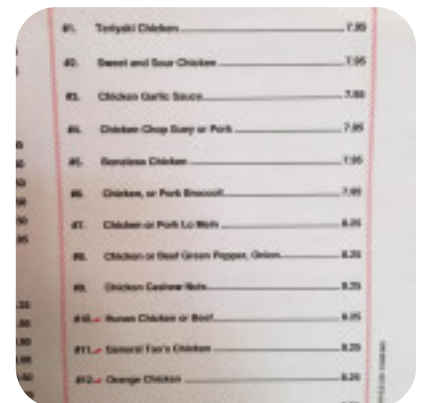 #1. Teriyaki Chicken 7.95
#2. Sweet and Sour Chicken 7.95
#3. Chicken Garlic Sauce 7.95
#4. Chicken Chop Suey or Pork 7.95
#5. Boneless Chicken 7.95
#6. Chicken, or Pork Broccoli 7.95
#7. Chicken or Pork Lo Mein 8.25
#8. Chicken or Beef Green Pepper, Onion 8.25
#9. Chicken Cashew Nuts 8.25
#10. Hunan Chicken or Beef 8.25
#11. General Tso's Chicken 8.25
#12. Orange Chicken 8.25